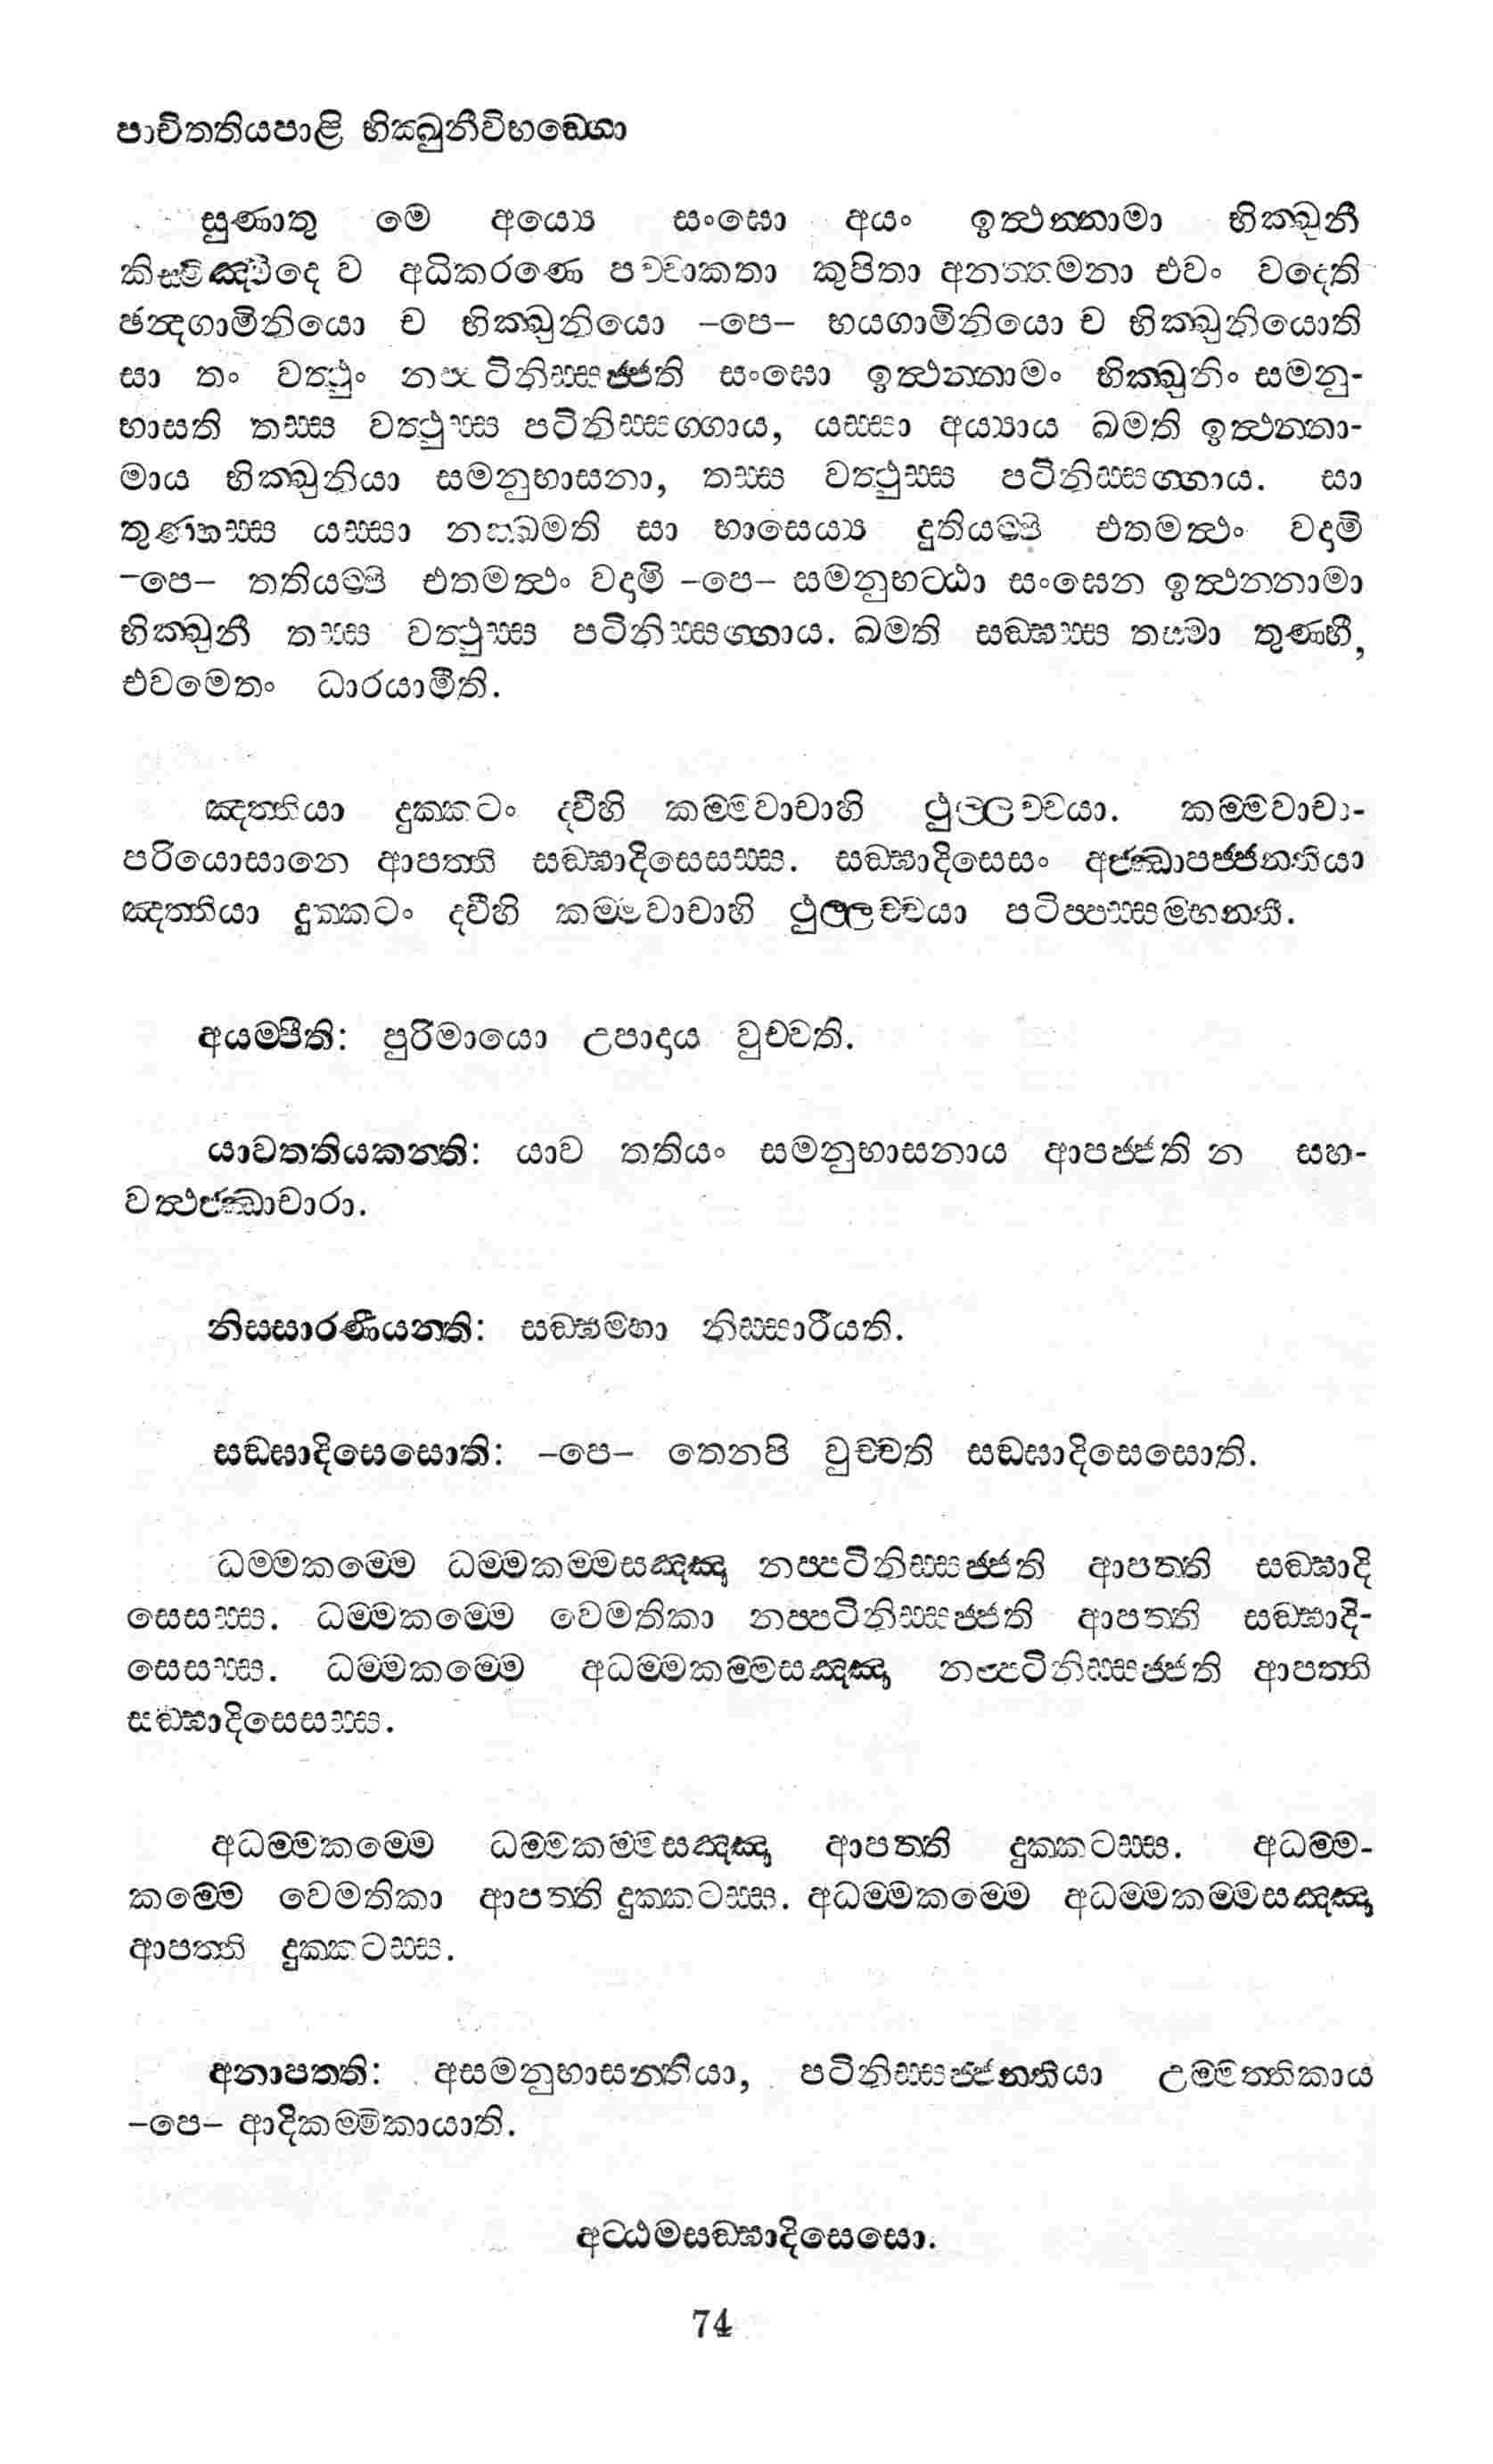 පාචිතතියපාළි භික්ඛුනීවිභඞ්ගො
සුණාතු මෙ අය්‍යෙ සංඝො අයං ඉත්‍ථන්නාමා භික්ඛුනී
කිස්මිඤ්චිදෙ ව අධිකරණෙ පච්චාකතා කුපිතා අනත්තමනා එවං වදෙති
ඡන්‍දගාමිනියො ච භික්ඛුනියො –පෙ– භයගාමිනියො ච භික්ඛුනියොති
සා තං වත්‍ථුං නප්පටිනිස්සජ්ජති සංඝො ඉත්‍ථන්නාමං භික්ඛුනිං සමනු-
භාසති තස්ස වත්‍ථුස්ස පටිනිස්සග්ගාය, යස්සා අය්‍යාය ඛමති ඉත්‍ථන්නා-
මාය භික්ඛුනියා සමනුභාසනා, තස්ස වත්‍ථුස්ස පටිනිස්සග්ගාය. සා
තුණ්හස්ස යස්සා නක්ඛමති සා භාසෙය්‍ය දුතියම්පි එතමත්‍ථං වදාමි
–පෙ– තතියම්පි එතමත්‍ථං වදාමි –පෙ– සමනුභට්ඨා සංඝෙන ඉත්‍ථන්නාමා
භික්ඛුනී තස්ස වත්‍ථුස්ස පටිනිස්සග්ගාය. ඛමති සඞ්ඝස්ස තස්මා තුණ්හී,
එවමෙතං ධාරයාමීති.
ඤත්තියා දුක්කටං ද්වීහි කම්මවාචාහි ථුල්ලච්චයා. කම්මවාචා-
පරියොසානෙ ආපත්ති සඞ්ඝාදිසෙසස්ස. සඞ්ඝාදිසෙසං අජ්ඣාපජ්ජන්තියා
ඤත්තියා දුක්කටං ද්වීහි කම්මවාචාහි ථුල්ලච්චයා පටිප්පස්සම්භන්තී.
අයම්පීති: පුරිමායො උපාදාය වුච්චති.
යාවතතියකන්ති: යාව තතියං සමනුභාසනාය ආපජ්ජති න සහ-
වත්‍ථජ්ඣාචාරා.
නිස්සාරණීයන්ති: සඞ්ඝම්හා නිස්සාරීයති.
සඞ්ඝාදිසෙසොති: –පෙ– තෙනපි වුච්චති සඞ්ඝාදිසෙසොති.
ධම්මකම්මෙ ධම්මකම්මසඤ්ඤා නප්පටිනිස්සජ්ජති ආපත්ති සඞ්ඝාදි
සෙසස්ස. ධම්මකම්මෙ වෙමතිකා නප්පටිනිස්සජ්ජති ආපත්ති සඞ්ඝාදි-
සෙසස්ස. ධම්මකම්මෙ අධම්මකම්මසඤ්ඤා නප්පටිනිස්සජ්ජති ආපත්ති
සඞ්ඝාදිසෙසස්ස.
අධම්මකම්මෙ ධම්මකම්මසඤ්ඤා ආපත්ති දුක්කටස්ස. අධම්ම-
කම්මෙ වෙමතිකා ආපත්ති දුක්කටස්ස. අධම්මකම්මෙ අධම්මකම්මසඤ්ඤා
ආපත්ති දුක්කටස්ස.
අනාපත්ති: අසමනුභාසන්තියා, පටිනිස්සජ්ජන්තියා උම්මත්තිකාය
–පෙ– ආදිකම්මිකායාති.
අට්ඨමසඞ්ඝාදිසෙසො.
74